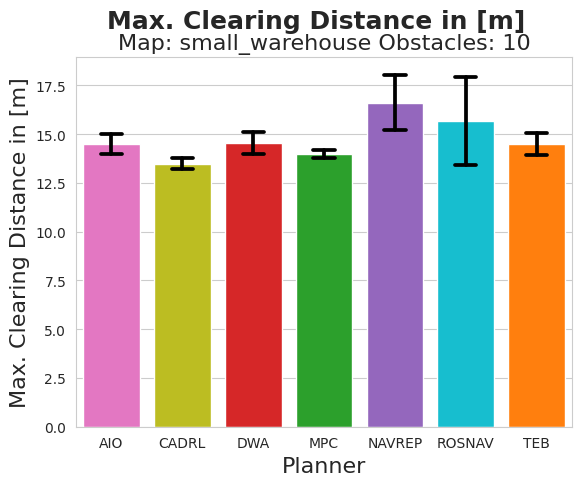 Max. Clearing Distance in [m]
Map: small_warehouse Obstacles: 10
Max. Clearing Distance in [m]
17.5
15.0
12.5
10.0
7.5
5.0
2.5
0.0
AIO CADRL DWA MPC NAVREP ROSNAV TEB
Planner